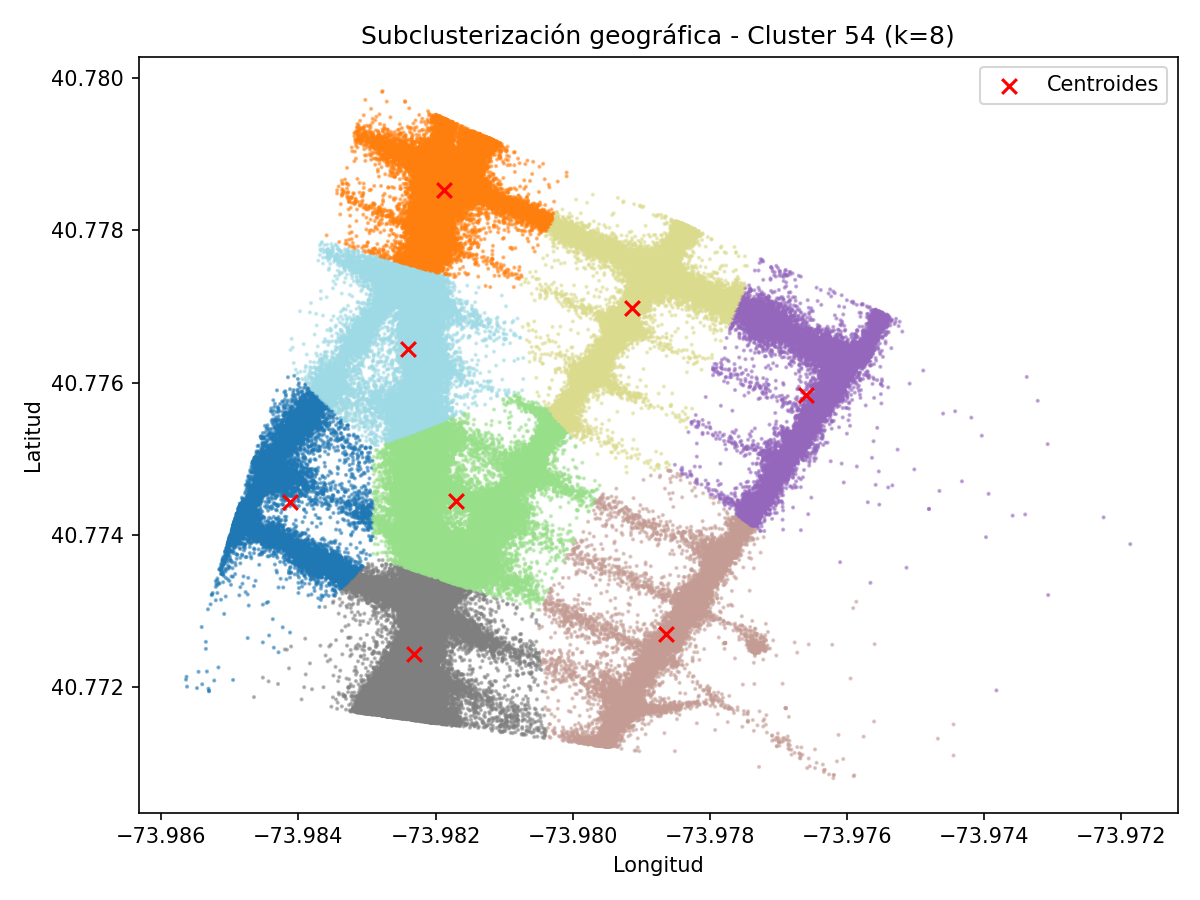 Subclusterización geográfica - Cluster 54 (k=8)
Centroides
40.780
40.778
40.776
40.774
40.772
Latitud
−73.986 −73.984 −73.982 −73.980 −73.978 −73.976 −73.974 −73.972
Longitud